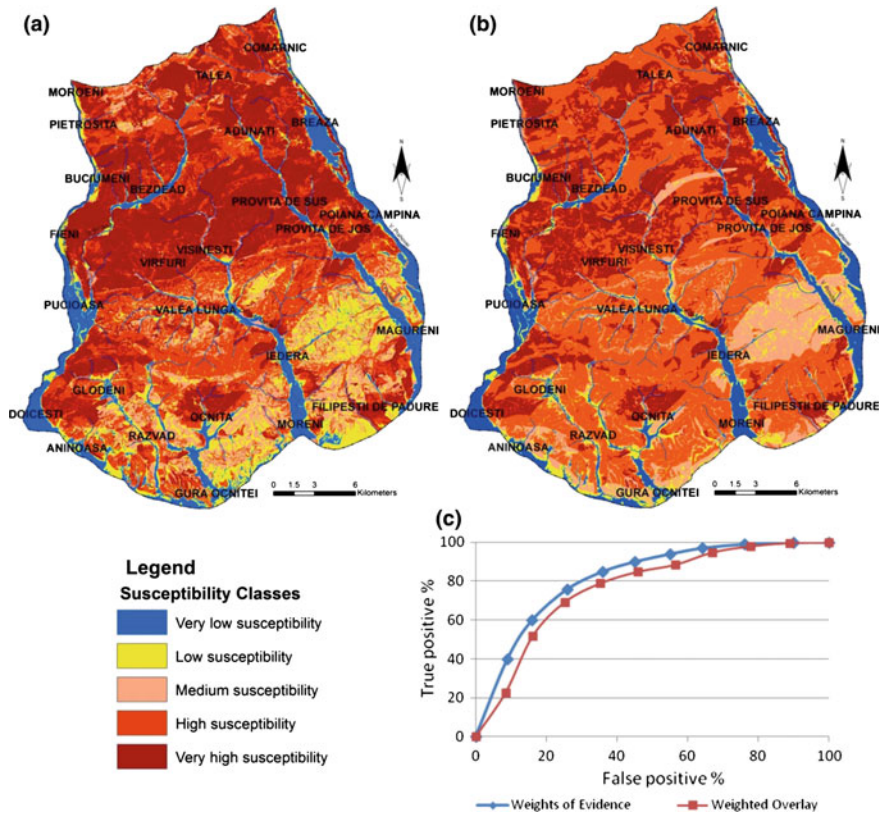 (a)
COMARNIC
TALEA
MOROENI
BREAZA
PIETROSITA
ADUNATI
N
BUCIUMENI
BEZDEAD
PROVITA DE SUS
POIANA CAMPINA
FIENI
PROVITA DE JOS
VISINESTI
VIRFURI
PUCIOASA
VALEA LUNGA
MAGURENI
IEDERA
GLODENI
DOICESTI
OCNITA
FILIPESTII DE PADURE
RAZVAD
MORENI
ANINOASA
GURA OCNITEI
0 1.5 3 6
Kilometers
(b)
COMARNIC
TALEA
MOROENI
BREAZA
PIETROSITA
ADUNATI
N
BUCIUMENI
BEZDEAD
PROVITA DE SUS
POIANA CAMPINA
FIENI
PROVITA DE JOS
VISINESTI
VIRFURI
PUCIOASA
VALEA LUNGA
MAGURENI
IEDERA
GLODENI
DOICESTI
OCNITA
FILIPESTII DE PADURE
RAZVAD
MORENI
ANINOASA
GURA OCNITEI
0 1.5 3 6
Kilometers
Legend
Susceptibility Classes
Very low susceptibility
Low susceptibility
Medium susceptibility
High susceptibility
Very high susceptibility
(c)
True positive %
100
80
60
40
20
0
0 20 40 60 80 100
False positive %
Weights of Evidence Weighted Overlay